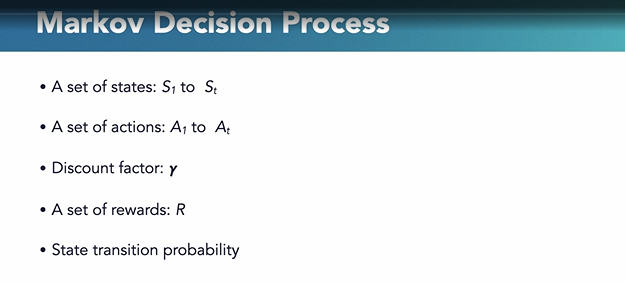 Markov Decision Process
• A set of states: S₁ to Sₜ
• A set of actions: A₁ to Aₜ
• Discount factor: γ
• A set of rewards: R
• State transition probability